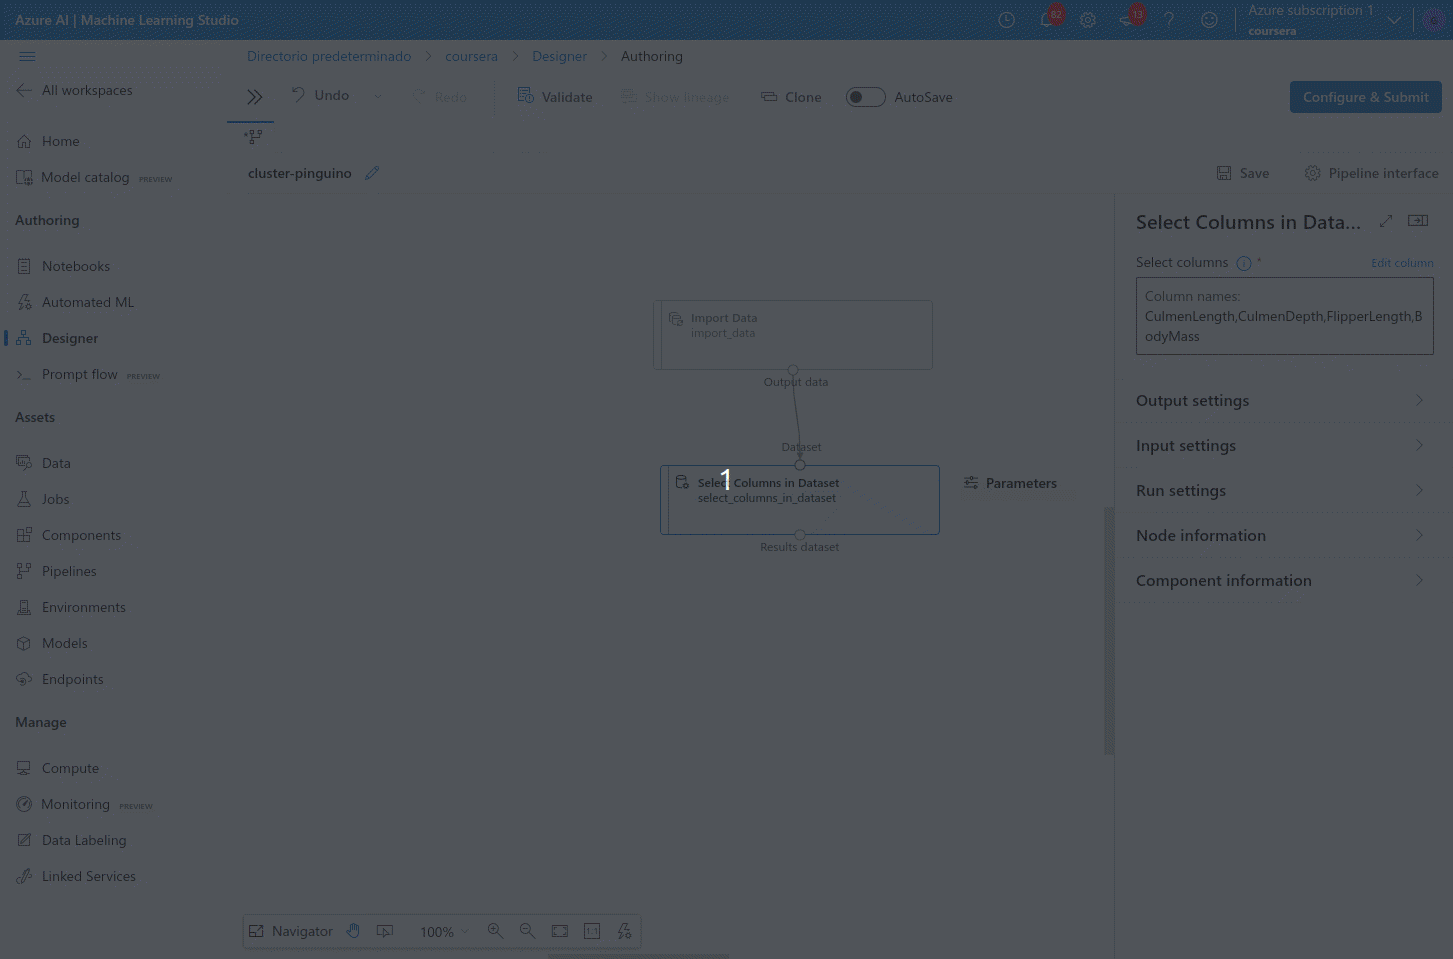 Azure AI | Machine Learning Studio
82
13
Azure subscription 1
coursera
Directorio predeterminado > coursera > Designer > Authoring
All workspaces
Undo
Redo
Validate
Show lineage
Clone
AutoSave
Configure & Submit
Home
Model catalog PREVIEW
cluster-pinguino
Save
Pipeline interface
Authoring
Notebooks
Automated ML
Designer
Prompt flow PREVIEW
Assets
Data
Jobs
Components
Pipelines
Environments
Models
Endpoints
Manage
Compute
Monitoring PREVIEW
Data Labeling
Linked Services
Import Data
import_data
Output data
Dataset
Select Columns in Dataset
select_columns_in_dataset
Results dataset
1
Parameters
Navigator
100%
1:1
Select Columns in Data...
Select columns *
Edit column
Column names:
CulmenLength,CulmenDepth,FlipperLength,B
odyMass
Output settings
Input settings
Run settings
Node information
Component information